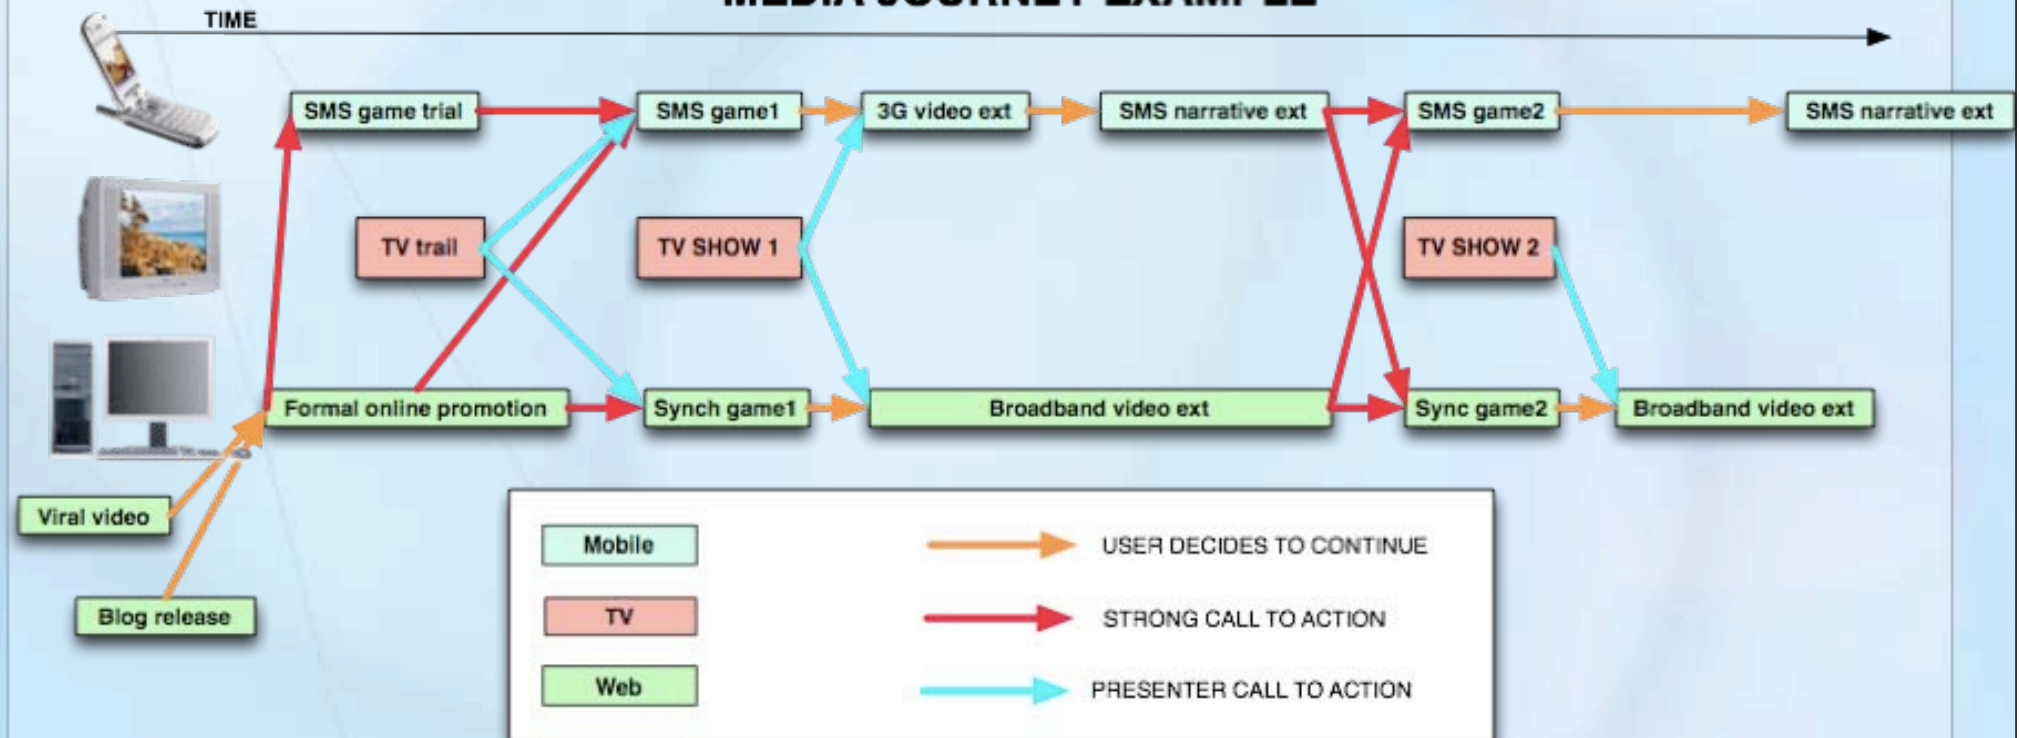 MEDIA JOURNEY EXAMPLE
TIME
SMS game trial
SMS game1
3G video ext
SMS narrative ext
SMS game2
SMS narrative ext
TV trail
TV SHOW 1
TV SHOW 2
Formal online promotion
Synch game1
Broadband video ext
Sync game2
Broadband video ext
Viral video
Blog release
Mobile
USER DECIDES TO CONTINUE
TV
STRONG CALL TO ACTION
Web
PRESENTER CALL TO ACTION